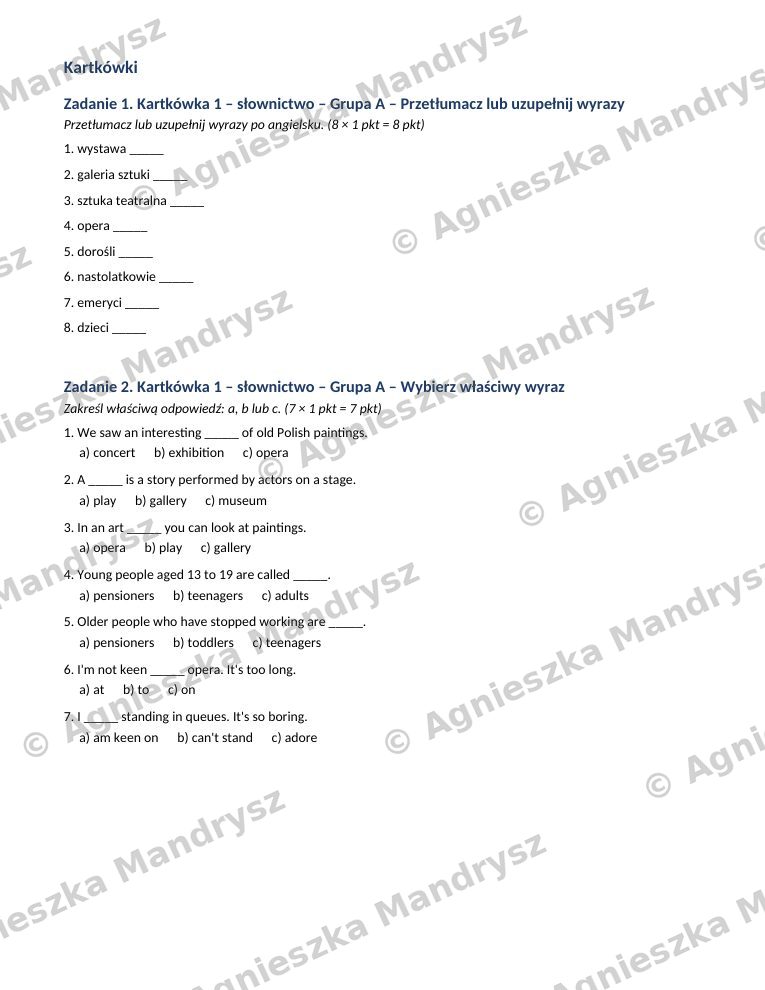 Kartkówki
Zadanie 1. Kartkówka 1 – słownictwo – Grupa A – Przetłumacz lub uzupełnij wyrazy
Przetłumacz lub uzupełnij wyrazy po angielsku. (8 × 1 pkt = 8 pkt)
1. wystawa _____
2. galeria sztuki _____
3. sztuka teatralna _____
4. opera _____
5. dorośli _____
6. nastolatkowie _____
7. emeryci _____
8. dzieci _____
Zadanie 2. Kartkówka 1 – słownictwo – Grupa A – Wybierz właściwy wyraz
Zakreśl właściwą odpowiedź: a, b lub c. (7 × 1 pkt = 7 pkt)
1. We saw an interesting _____ of old Polish paintings.
a) concert b) exhibition c) opera
2. A _____ is a story performed by actors on a stage.
a) play b) gallery c) museum
3. In an art _____ you can look at paintings.
a) opera b) play c) gallery
4. Young people aged 13 to 19 are called _____.
a) pensioners b) teenagers c) adults
5. Older people who have stopped working are _____.
a) pensioners b) toddlers c) teenagers
6. I'm not keen _____ opera. It's too long.
a) at b) to c) on
7. I _____ standing in queues. It's so boring.
a) am keen on b) can't stand c) adore
© Agnieszka Mandrysz